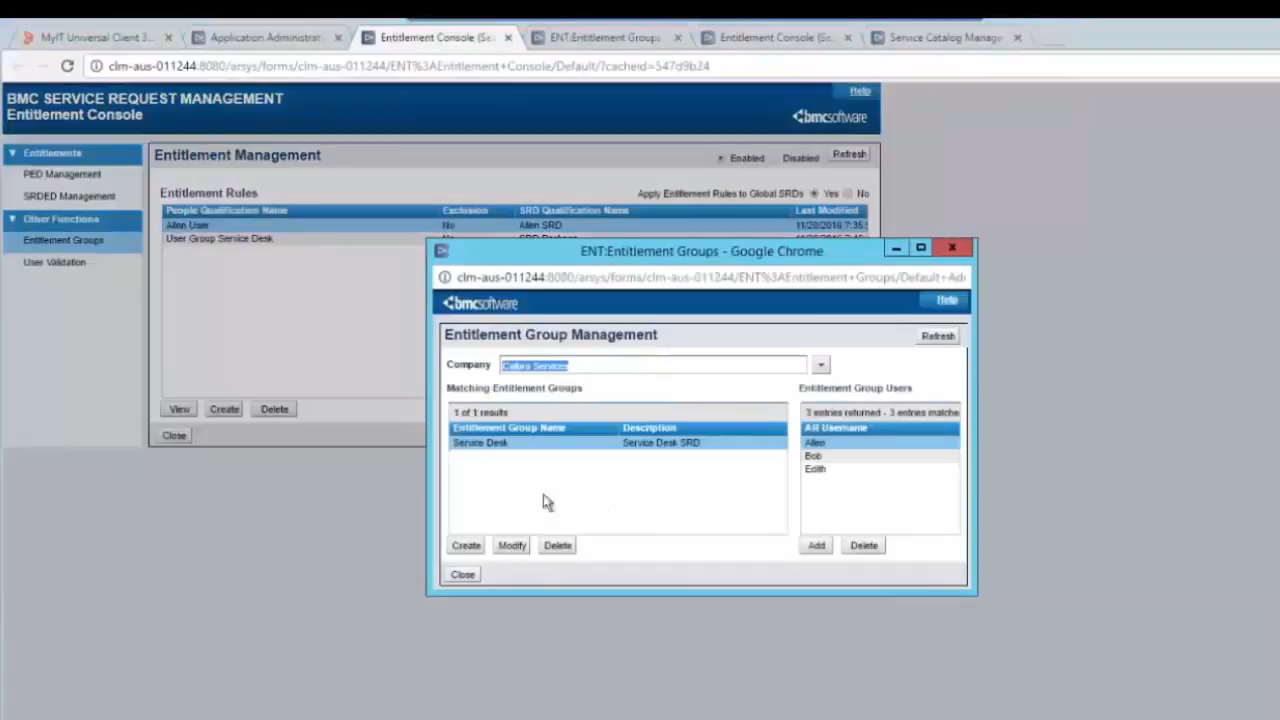 MyIT Universal Client 3...
Application Administrat
Entitlement Console (Se
ENT:Entitlement Groups
Entitlement Console (Se
Service Catalog Manage
clm-aus-011244:8080/arsys/forms/clm-aus-011244/ENT%3AEntitlement+Console/Default/?cacheid=547d9b24
BMC SERVICE REQUEST MANAGEMENT
Help
Entitlement Console
bmcsoftware
Entitlements
PED Management
SRDED Management
Other Functions
Entitlement Groups
User Validation
Entitlement Management
Enabled
Disabled
Refresh
Entitlement Rules
Apply Entitlement Rules to Global SRDs Yes No
People Qualification Name Exclusion SRD Qualification Name Last Modified
Allen User No Allen SRD 11/28/2016 7:35:
User Group Service Desk No SRD Package
View Create Delete
Close
ENT:Entitlement Groups - Google Chrome
clm-aus-011244:8080/arsys/forms/clm-aus-011244/ENT%3AEntitlement+Groups/Default+Ad
bmcsoftware
Help
Entitlement Group Management
Refresh
Company Calbro Services
Matching Entitlement Groups
1 of 1 results
Entitlement Group Name Description
Service Desk Service Desk SRD
Create Modify Delete
Entitlement Group Users
3 entries returned - 3 entries matche
AR Username
Allen
Bob
Edith
Add Delete
Close